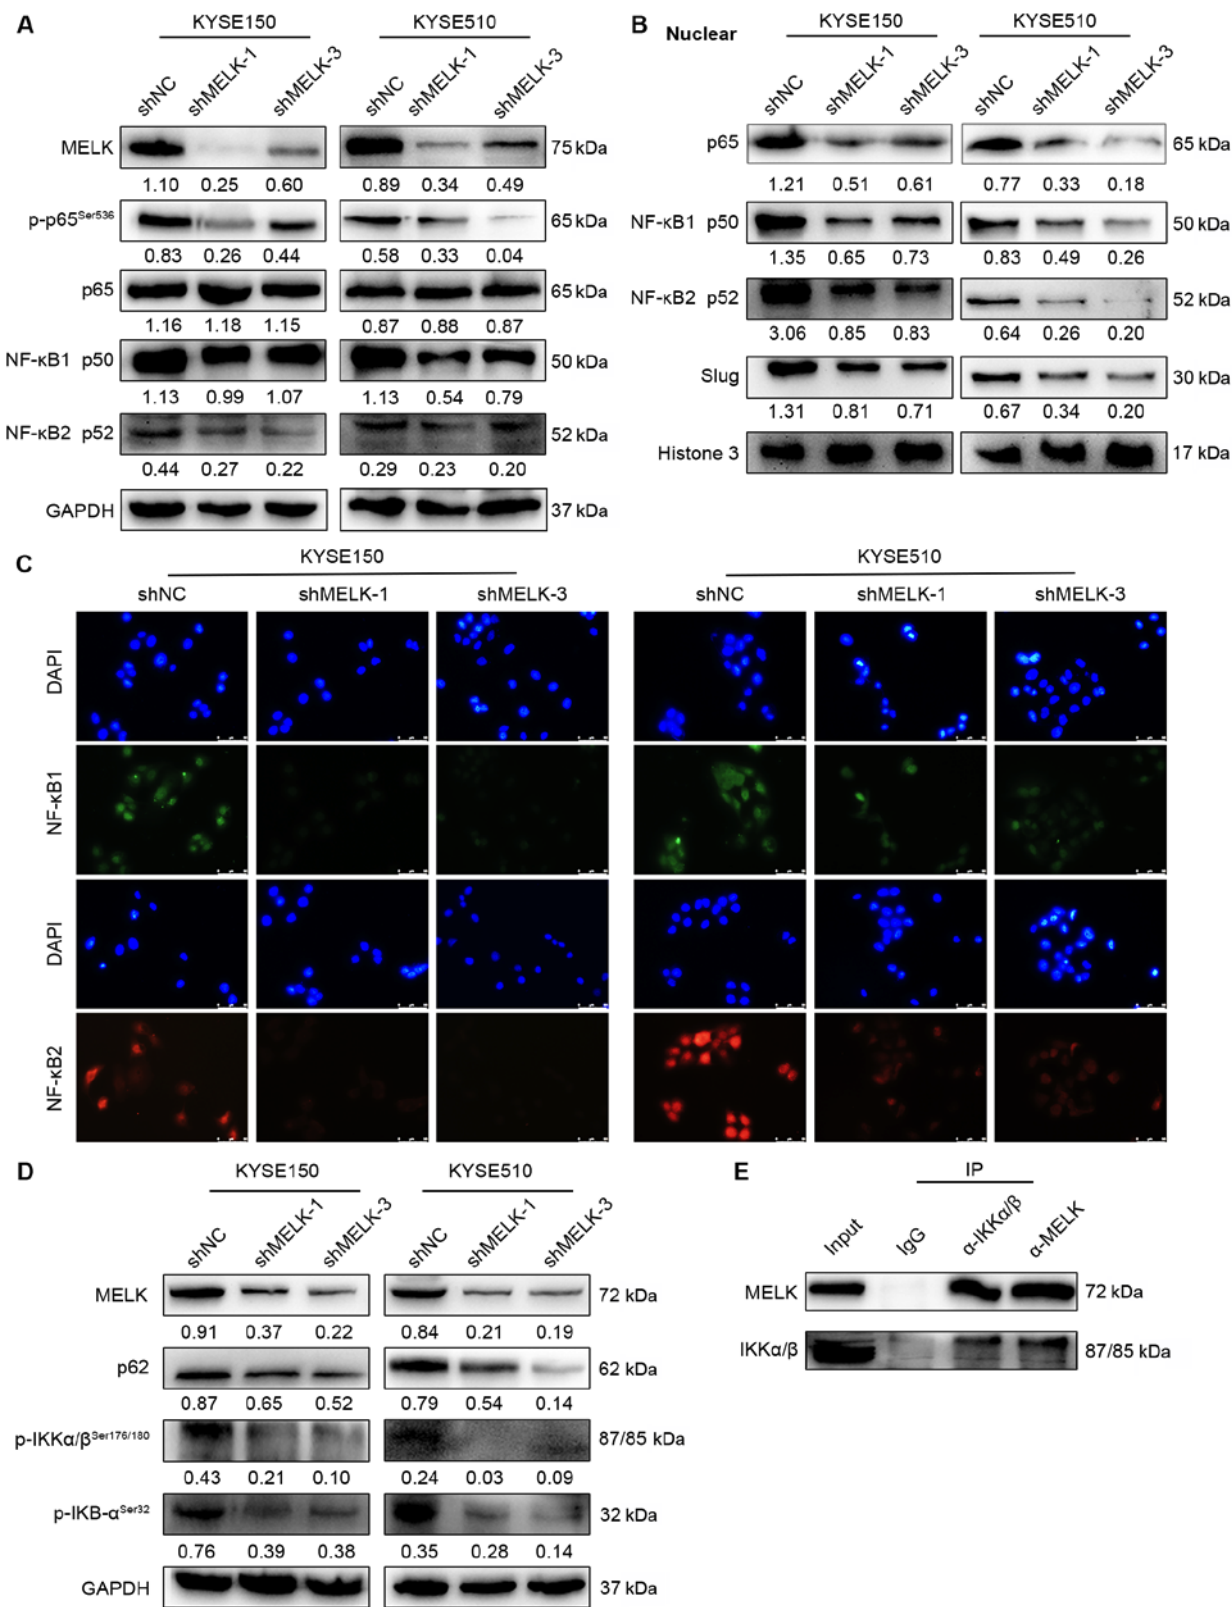 A
KYSE150 KYSE510
shNC shMELK-1 shMELK-3 shNC shMELK-1 shMELK-3
MELK 75 kDa
1.10 0.25 0.60 0.89 0.34 0.49
p-p65Ser536 65 kDa
0.83 0.26 0.44 0.58 0.33 0.04
p65 65 kDa
1.16 1.18 1.15 0.87 0.88 0.87
NF-κB1 p50 50 kDa
1.13 0.99 1.07 1.13 0.54 0.79
NF-κB2 p52 52 kDa
0.44 0.27 0.22 0.29 0.23 0.20
GAPDH 37 kDa
B Nuclear
KYSE150 KYSE510
shNC shMELK-1 shMELK-3 shNC shMELK-1 shMELK-3
p65 65 kDa
1.21 0.51 0.61 0.77 0.33 0.18
NF-κB1 p50 50 kDa
1.35 0.65 0.73 0.83 0.49 0.26
NF-κB2 p52 52 kDa
3.06 0.85 0.83 0.64 0.26 0.20
Slug 30 kDa
1.31 0.81 0.71 0.67 0.34 0.20
Histone 3 17 kDa
C
KYSE150 KYSE510
shNC shMELK-1 shMELK-3 shNC shMELK-1 shMELK-3
DAPI
NF-κB1
DAPI
NF-κB2
D
KYSE150 KYSE510
shNC shMELK-1 shMELK-3 shNC shMELK-1 shMELK-3
MELK 72 kDa
0.91 0.37 0.22 0.84 0.21 0.19
p62 62 kDa
0.87 0.65 0.52 0.79 0.54 0.14
p-IKKα/βSer176/180 87/85 kDa
0.43 0.21 0.10 0.24 0.03 0.09
p-IKB-αSer32 32 kDa
0.76 0.39 0.38 0.35 0.28 0.14
GAPDH 37 kDa
E
IP
Input IgG α-IKKα/β α-MELK
MELK 72 kDa
IKKα/β 87/85 kDa